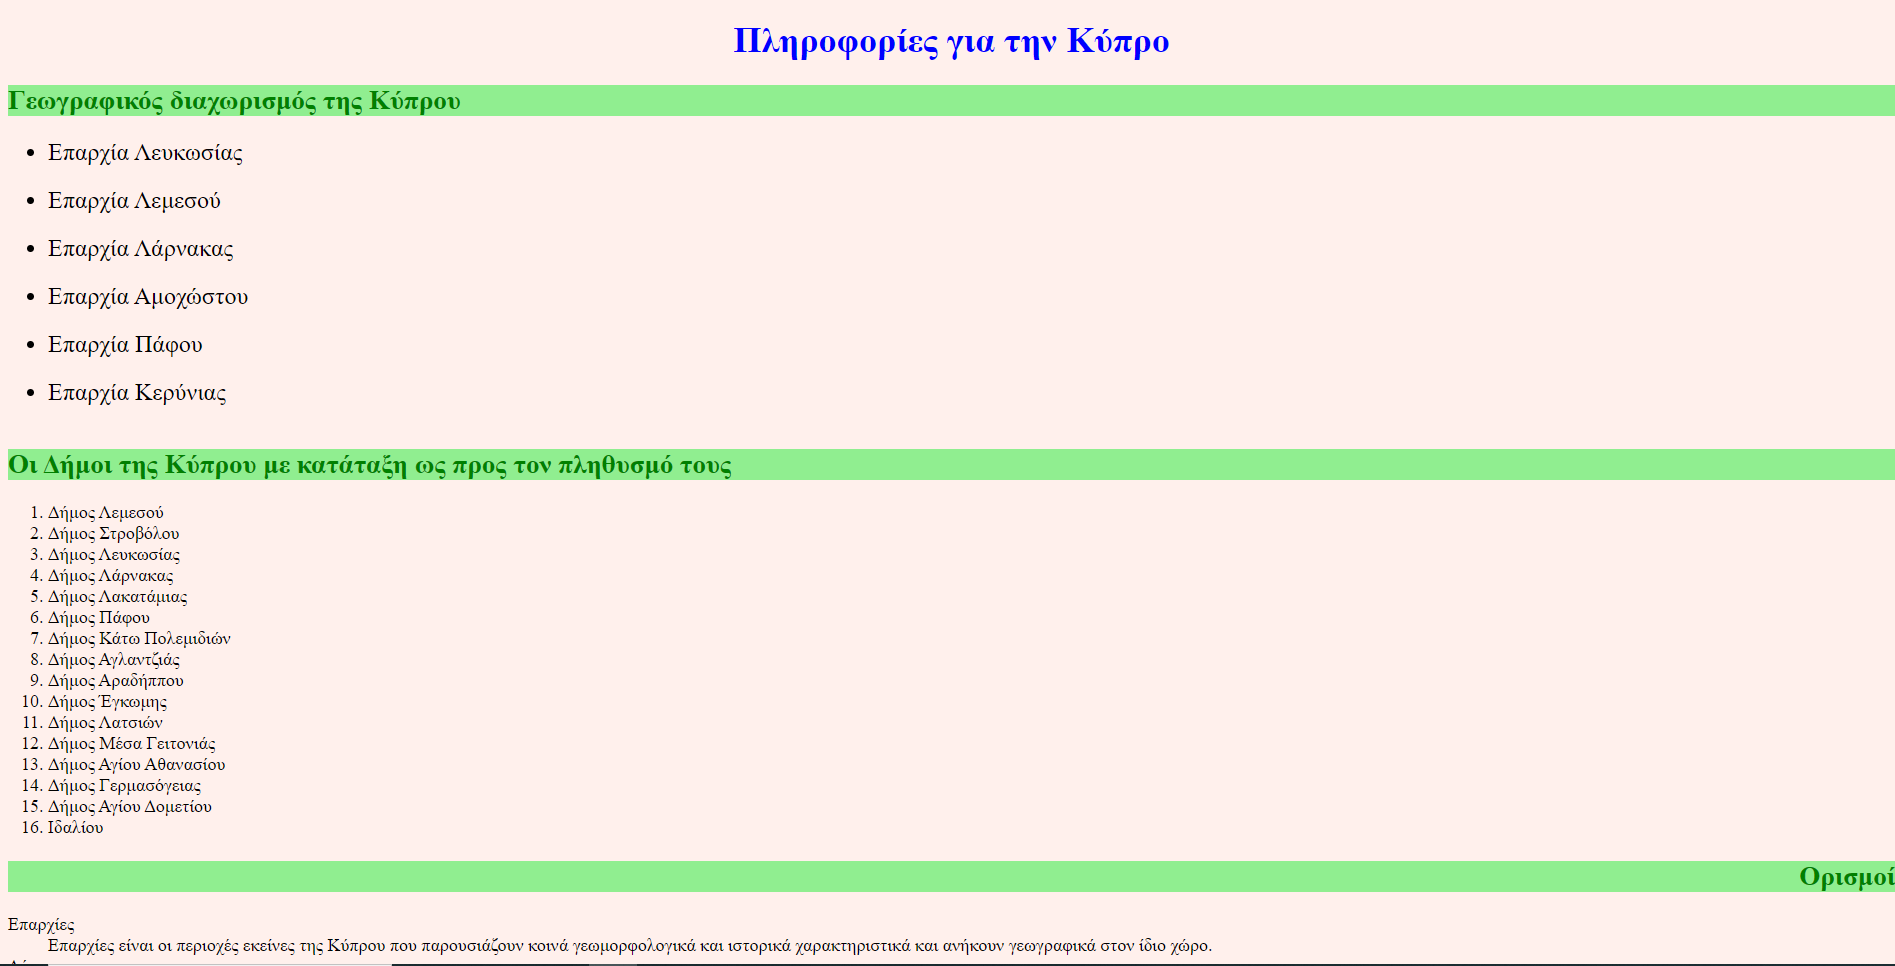 Πληροφορίες για την Κύπρο
Γεωγραφικός διαχωρισμός της Κύπρου
• Επαρχία Λευκωσίας
• Επαρχία Λεμεσού
• Επαρχία Λάρνακας
• Επαρχία Αμοχώστου
• Επαρχία Πάφου
• Επαρχία Κερύνιας
Οι Δήμοι της Κύπρου με κατάταξη ως προς τον πληθυσμό τους
1. Δήμος Λεμεσού
2. Δήμος Στροβόλου
3. Δήμος Λευκωσίας
4. Δήμος Λάρνακας
5. Δήμος Λακατάμιας
6. Δήμος Πάφου
7. Δήμος Κάτω Πολεμιδιών
8. Δήμος Αγλαντζιάς
9. Δήμος Αραδήππου
10. Δήμος Έγκωμης
11. Δήμος Λατσιών
12. Δήμος Μέσα Γειτονιάς
13. Δήμος Αγίου Αθανασίου
14. Δήμος Γερμασόγειας
15. Δήμος Αγίου Δομετίου
16. Ιδαλίου
Ορισμοί
Επαρχίες
Επαρχίες είναι οι περιοχές εκείνες της Κύπρου που παρουσιάζουν κοινά γεωμορφολογικά και ιστορικά χαρακτηριστικά και ανήκουν γεωγραφικά στον ίδιο χώρο.